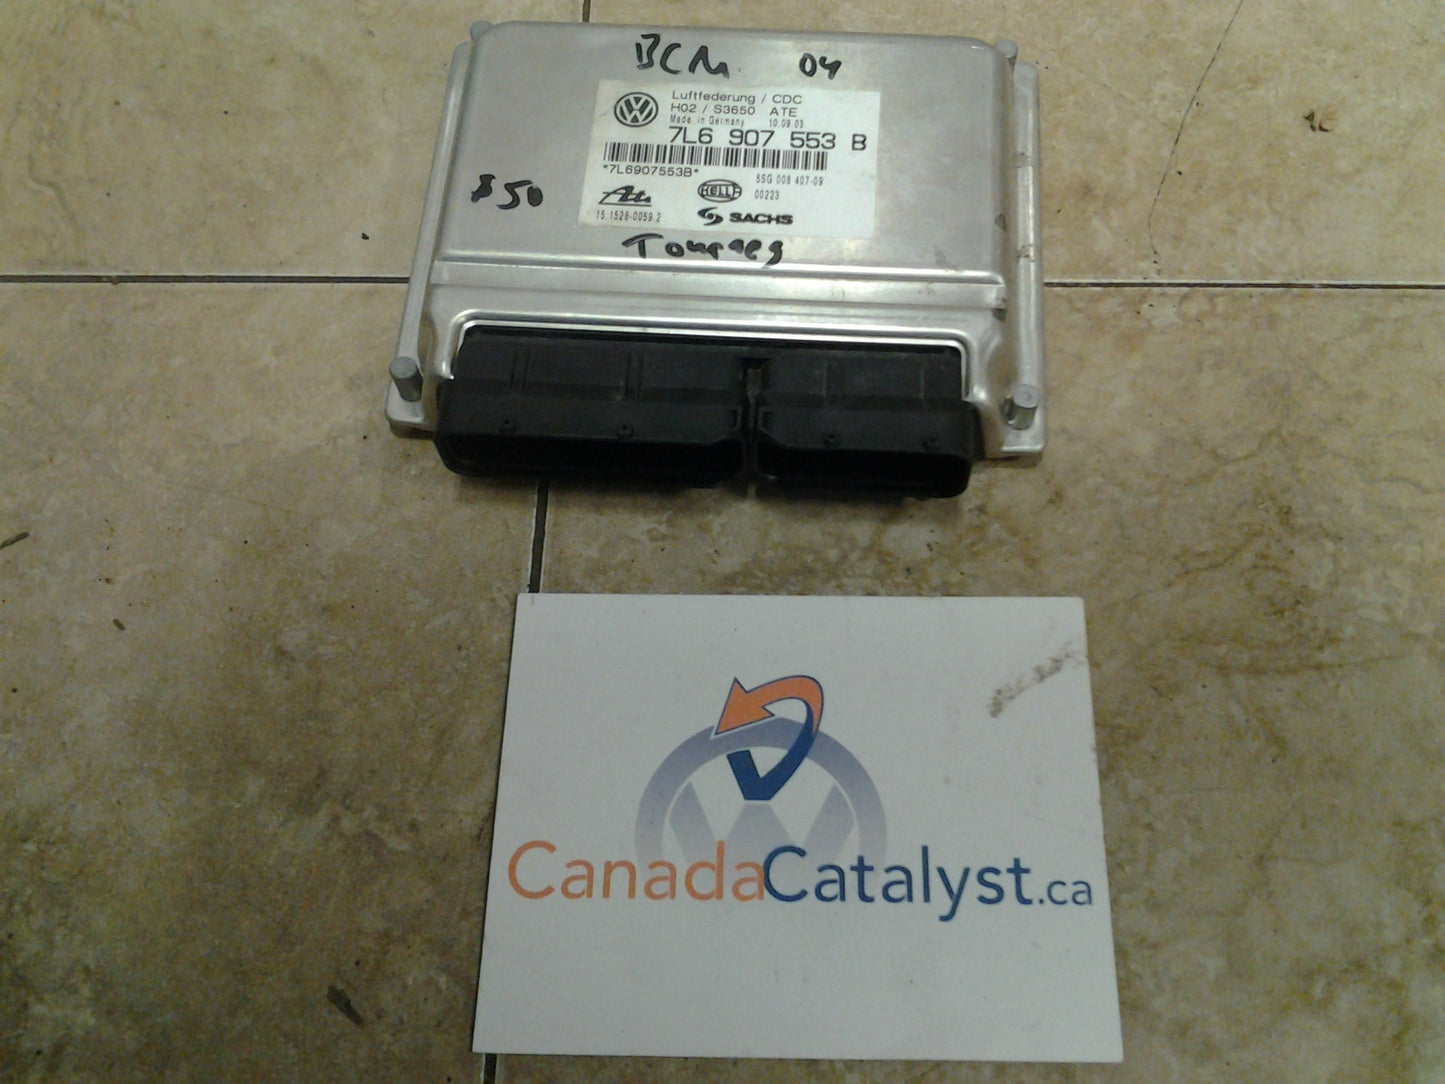 BCM 04
Luftfederung / CDC
H02 / S3650 ATE
Made in Germany 10.09.03
7L6 907 553 B
*7L6907553B*
5SG 008 407-09
HELLA
00223
Ate
15.1526-0059.2
SACHS
$50
Touareg
CanadaCatalyst.ca